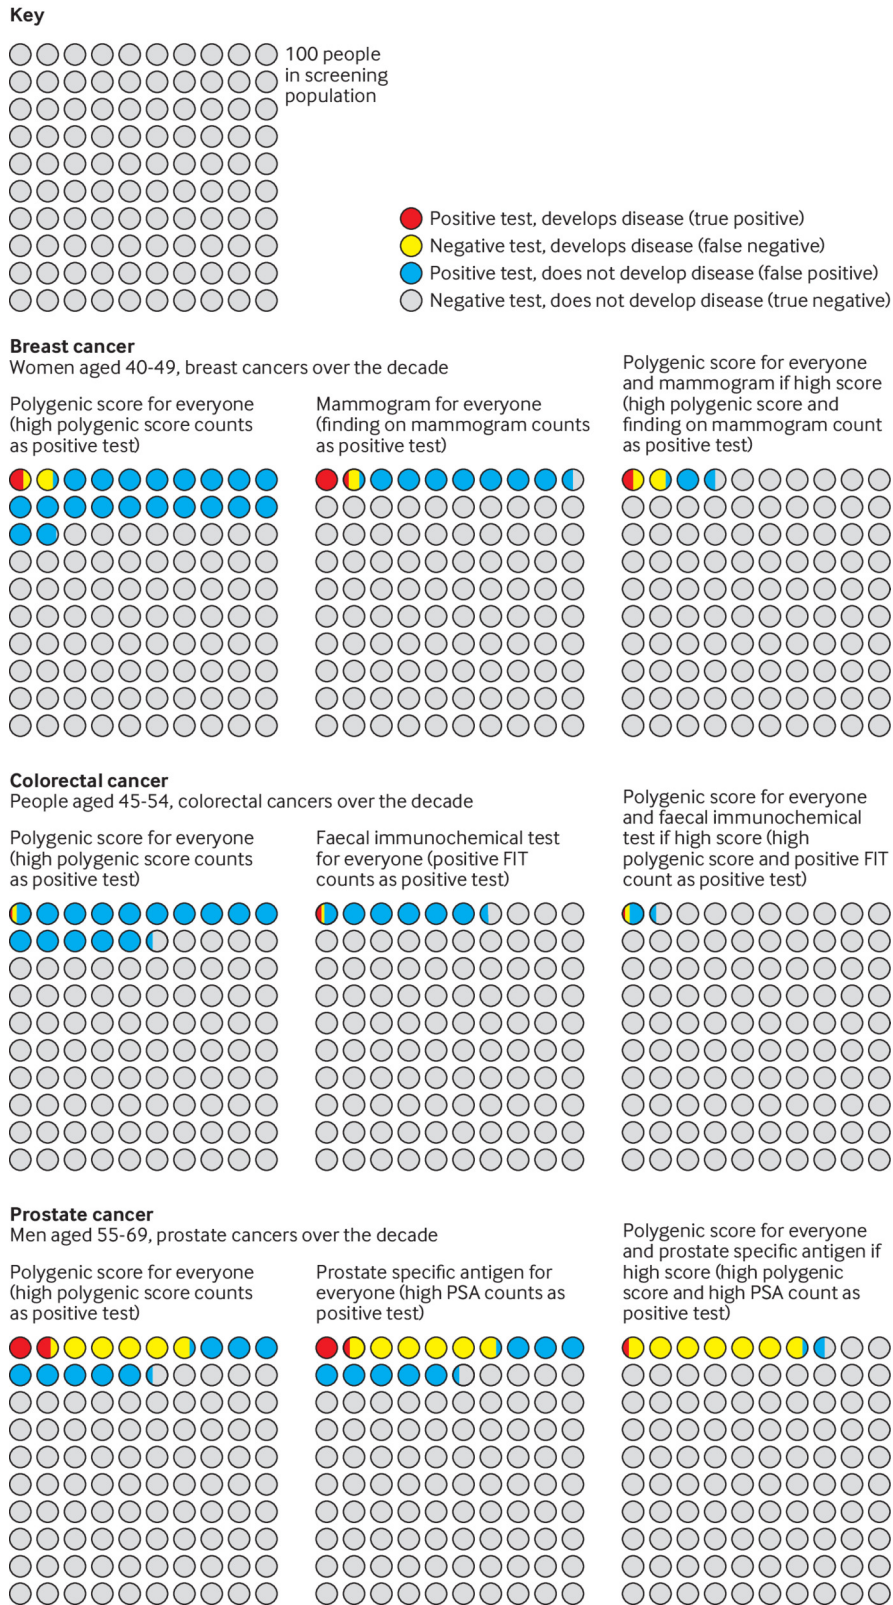 Key
100 people
in screening
population
Positive test, develops disease (true positive)
Negative test, develops disease (false negative)
Positive test, does not develop disease (false positive)
Negative test, does not develop disease (true negative)
Breast cancer
Women aged 40-49, breast cancers over the decade
Polygenic score for everyone
(high polygenic score counts
as positive test)
Mammogram for everyone
(finding on mammogram counts
as positive test)
Polygenic score for everyone
and mammogram if high score
(high polygenic score and
finding on mammogram count
as positive test)
Colorectal cancer
People aged 45-54, colorectal cancers over the decade
Polygenic score for everyone
(high polygenic score counts
as positive test)
Faecal immunochemical test
for everyone (positive FIT
counts as positive test)
Polygenic score for everyone
and faecal immunochemical
test if high score (high
polygenic score and positive FIT
count as positive test)
Prostate cancer
Men aged 55-69, prostate cancers over the decade
Polygenic score for everyone
(high polygenic score counts
as positive test)
Prostate specific antigen for
everyone (high PSA counts as
positive test)
Polygenic score for everyone
and prostate specific antigen if
high score (high polygenic
score and high PSA count as
positive test)